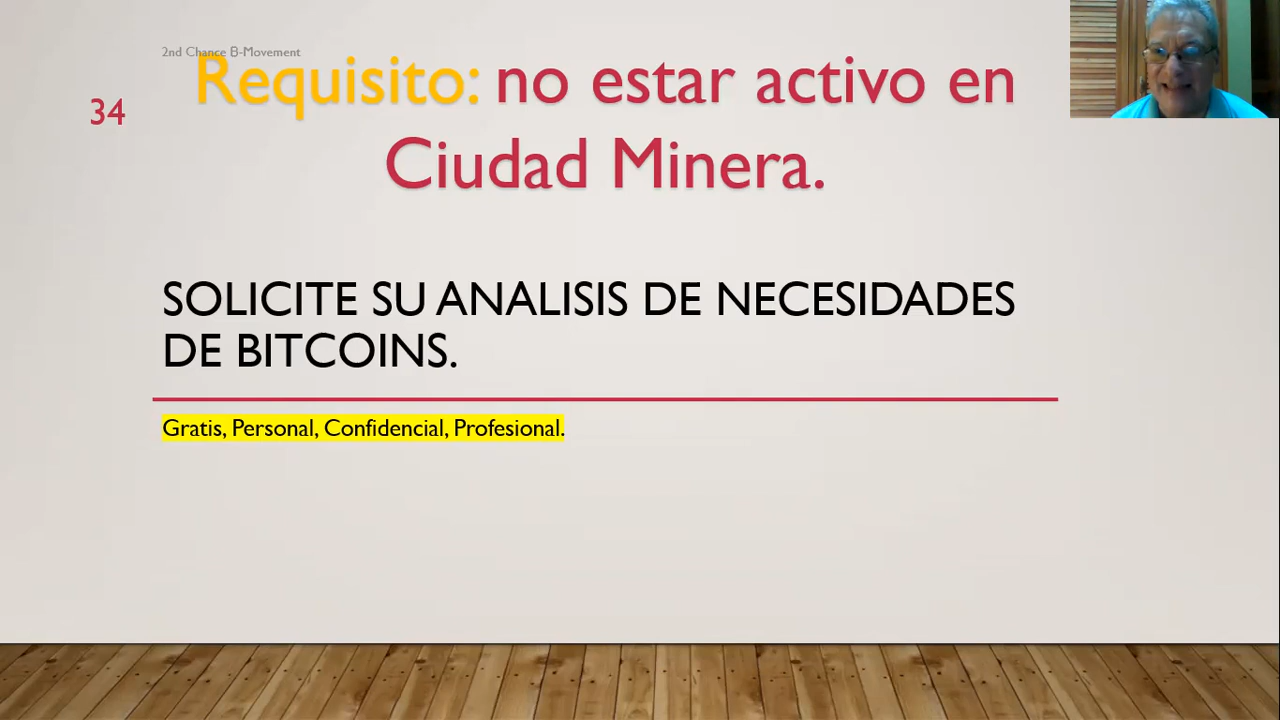 2nd Chance B-Movement
34
Requisito: no estar activo en
Ciudad Minera.
SOLICITE SU ANALISIS DE NECESIDADES
DE BITCOINS.
Gratis, Personal, Confidencial, Profesional.